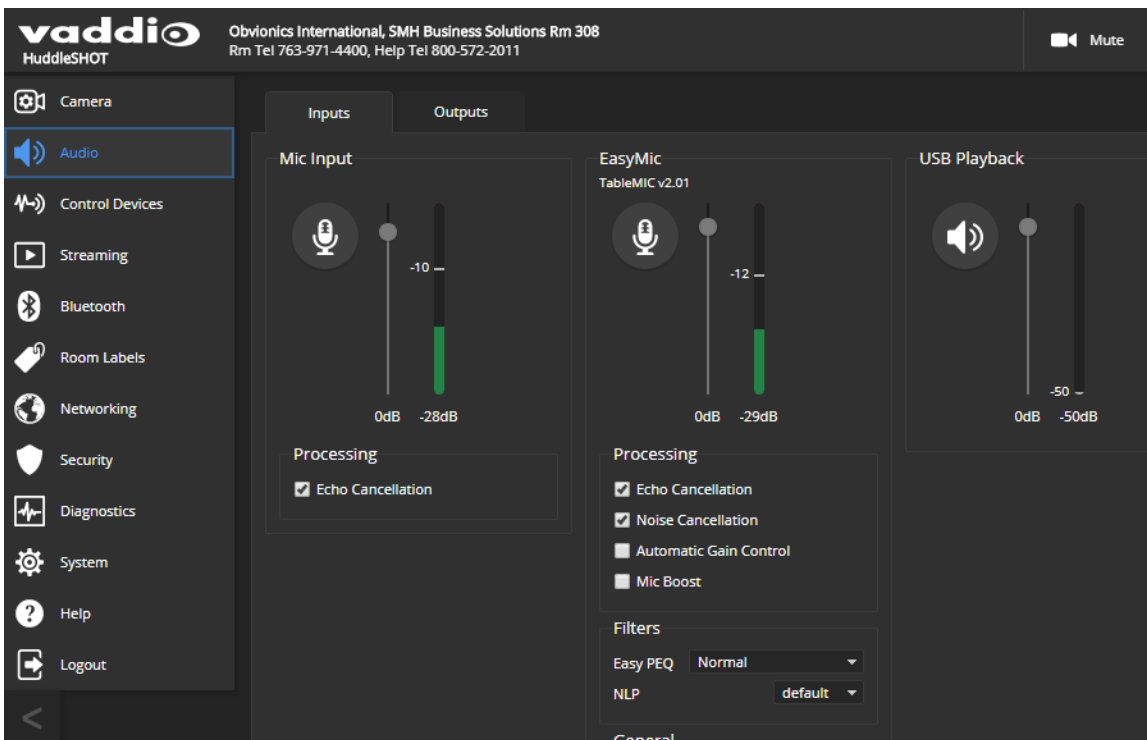 vaddio
HuddleSHOT
Obvionics International, SMH Business Solutions Rm 308
Rm Tel 763-971-4400, Help Tel 800-572-2011
Mute
Camera
Audio
Control Devices
Streaming
Bluetooth
Room Labels
Networking
Security
Diagnostics
System
? Help
Logout
<
Inputs
Outputs
Mic Input
-10
0dB -28dB
Processing
Echo Cancellation
EasyMic
TableMIC v2.01
-12
0dB -29dB
Processing
Echo Cancellation
Noise Cancellation
Automatic Gain Control
Mic Boost
Filters
Easy PEQ Normal
NLP default
General
USB Playback
-50
0dB -50dB